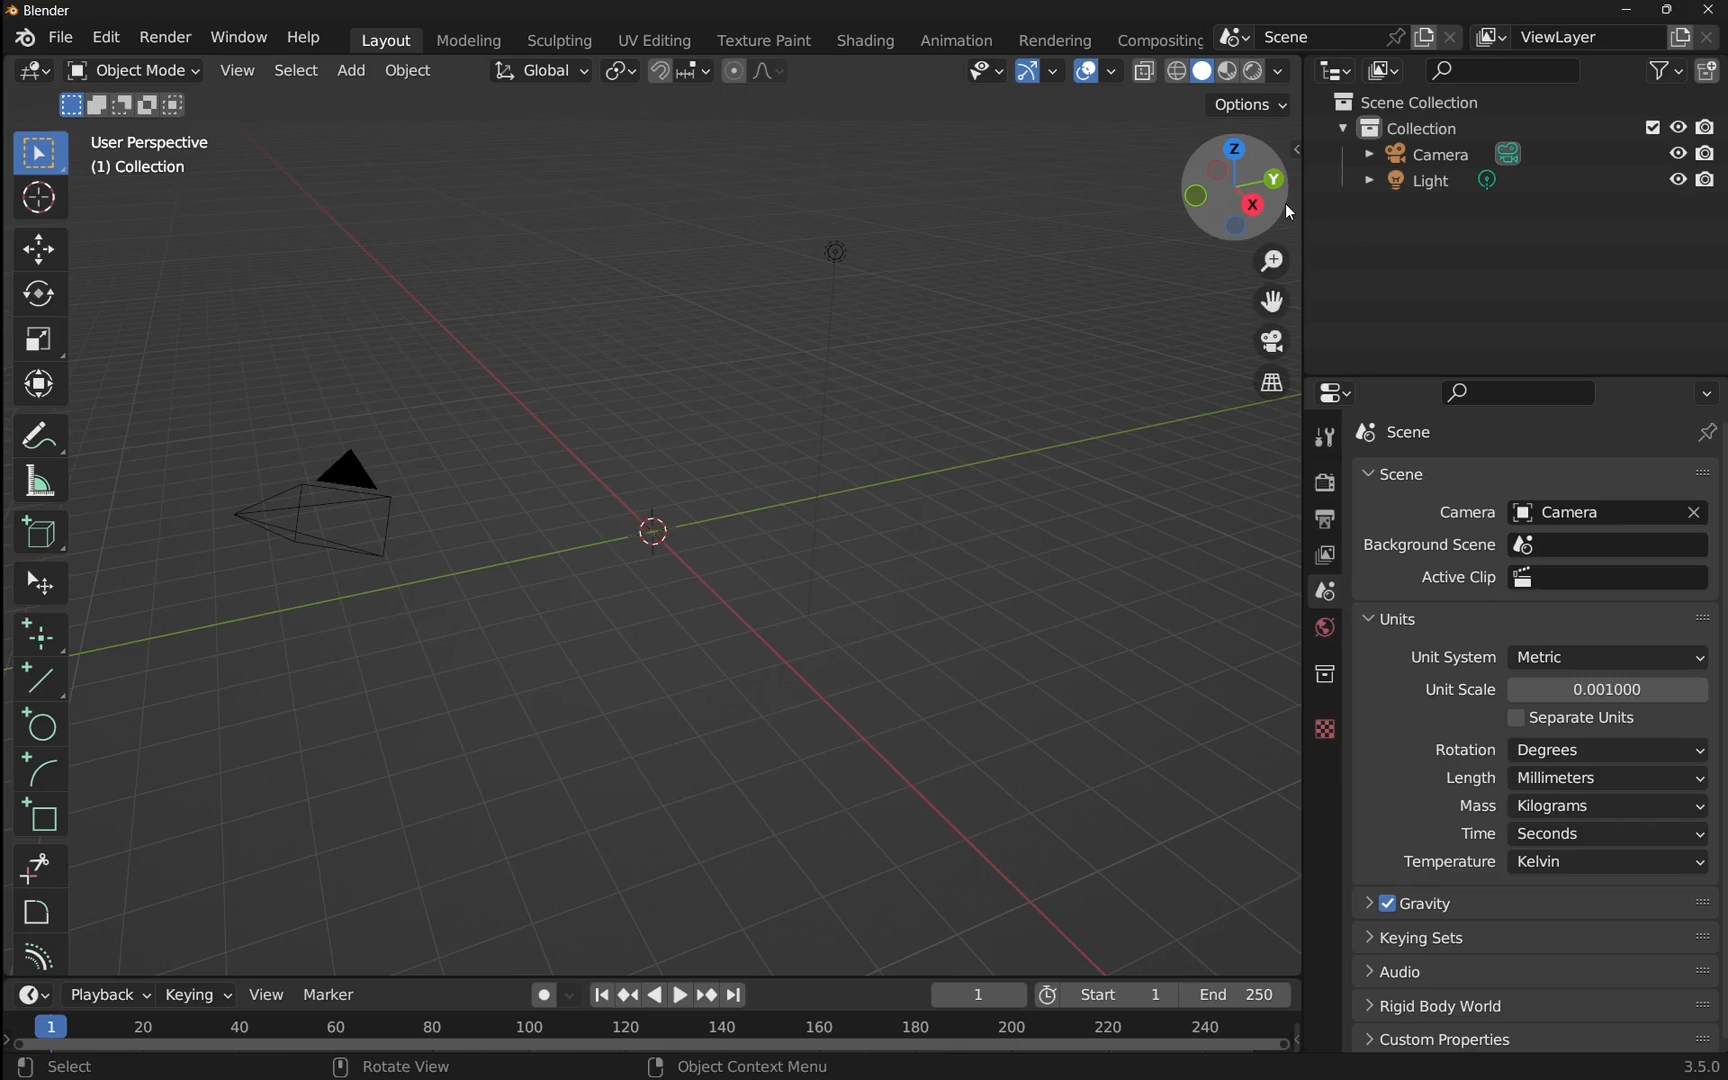 Blender
File Edit Render Window Help Layout Modeling Sculpting UV Editing Texture Paint Shading Animation Rendering Compositing Scene ViewLayer
Object Mode View Select Add Object Global
Options
User Perspective
(1) Collection
Z
Y
X
Scene Collection
Collection
Camera
Light
Scene
Scene
Camera Camera
Background Scene
Active Clip
Units
Unit System Metric
Unit Scale 0.001000
Separate Units
Rotation Degrees
Length Millimeters
Mass Kilograms
Time Seconds
Temperature Kelvin
Gravity
Keying Sets
Audio
Rigid Body World
Custom Properties
Playback Keying View Marker 1 Start 1 End 250
1 20 40 60 80 100 120 140 160 180 200 220 240
Select Rotate View Object Context Menu 3.5.0